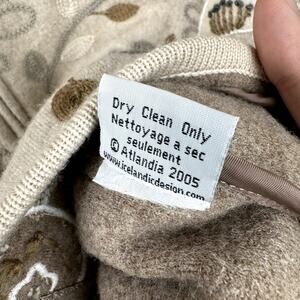 Dry Clean Only
Nettoyage a sec
seulement
© Atlandia 2005
www.icelandicdesign.com